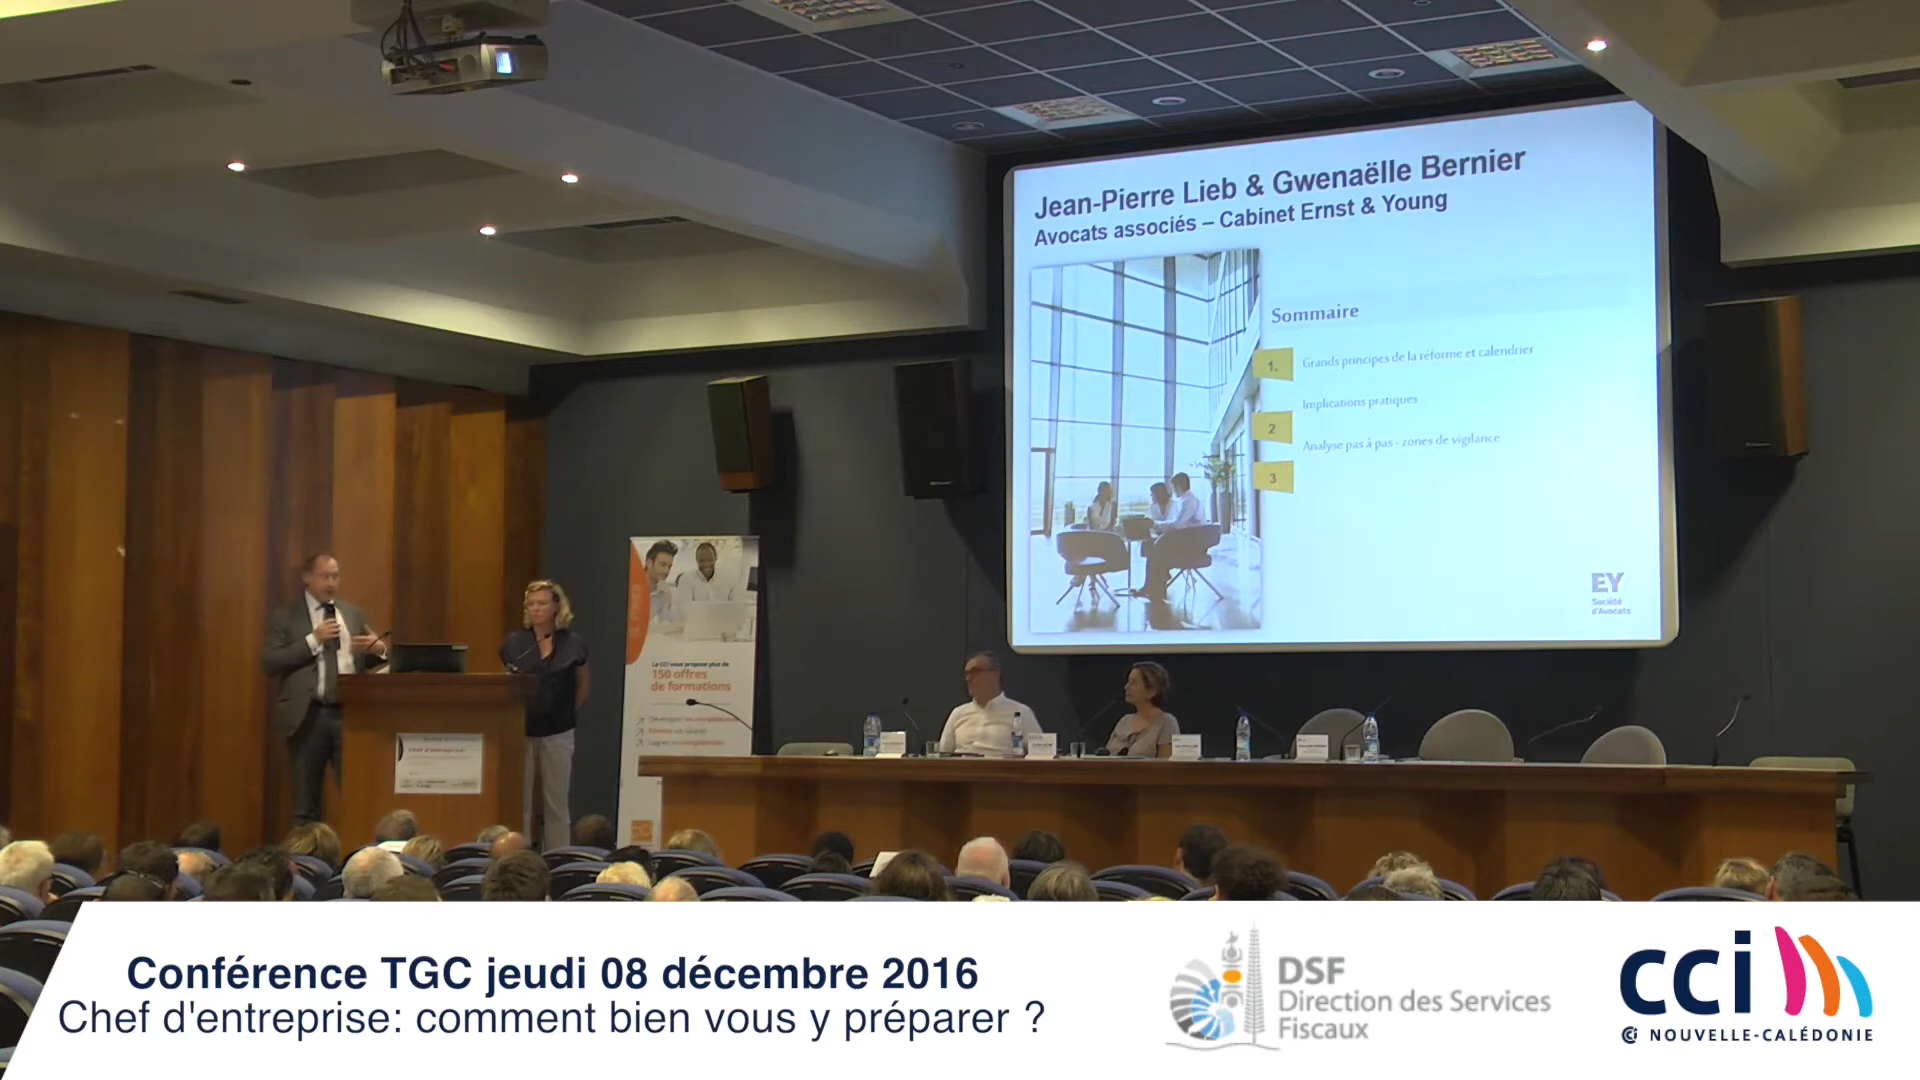 Jean-Pierre Lieb & Gwenaëlle Bernier
Avocats associés – Cabinet Ernst & Young
Sommaire
1. Grands principes de la réforme et calendrier
Implications pratiques
2
Analyse pas à pas - zones de vigilance
3
EY
Société
d'Avocats
La CCI vous propose plus de
150 offres
de formations
Conférence TGC jeudi 08 décembre 2016
Chef d'entreprise: comment bien vous y préparer ?
DSF
Direction des Services
Fiscaux
cci
NOUVELLE-CALÉDONIE